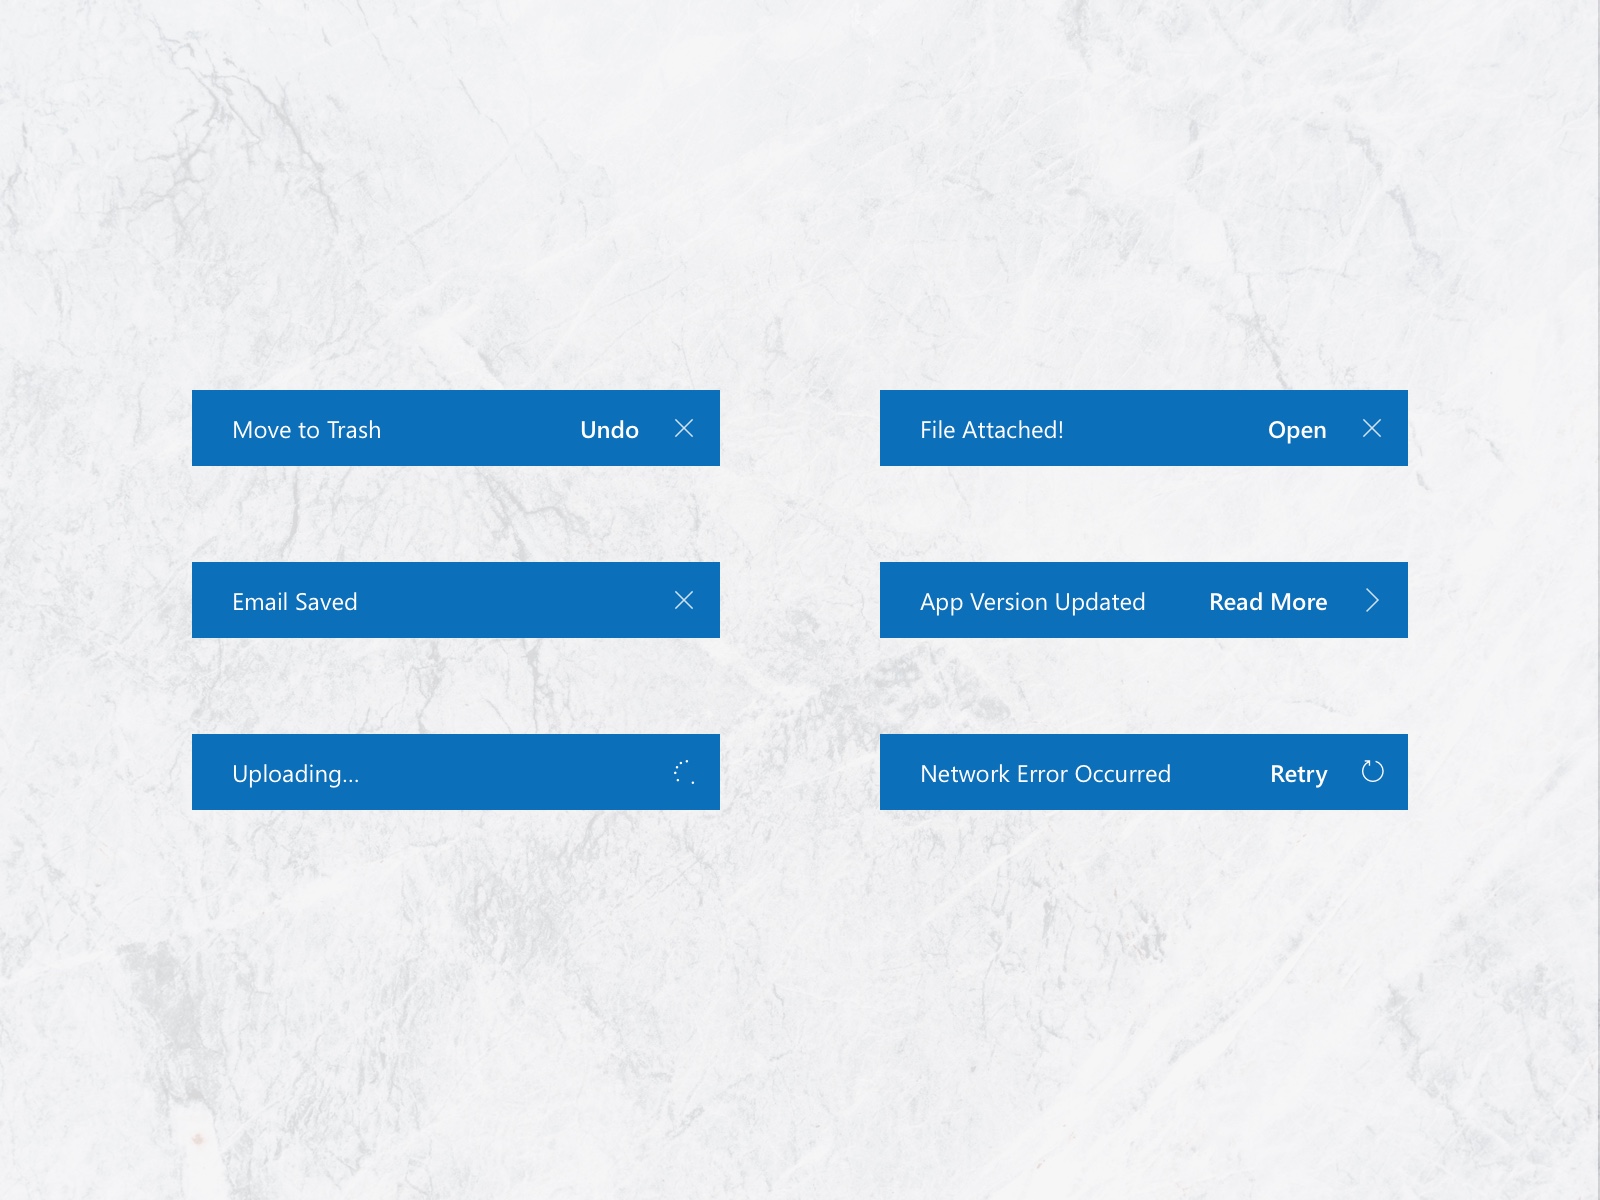 Move to Trash Undo
File Attached! Open
Email Saved
App Version Updated Read More
Uploading...
Network Error Occurred Retry